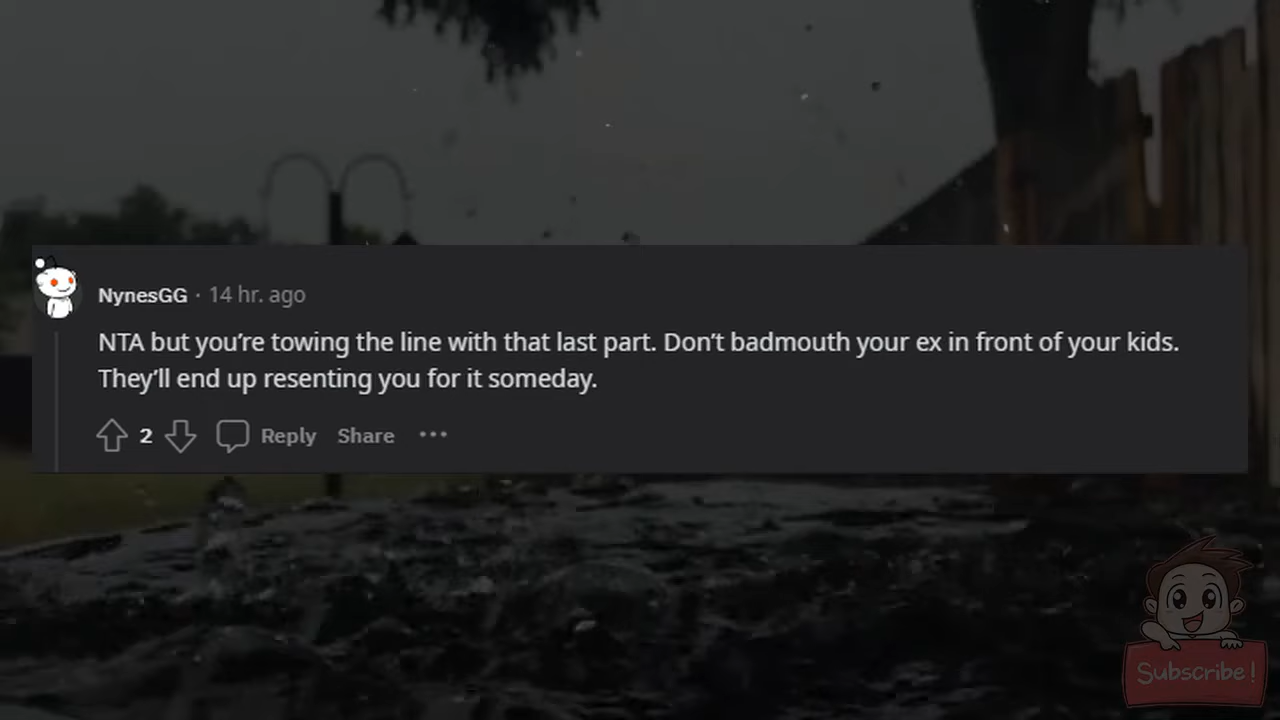 NynesGG · 14 hr. ago
NTA but you’re towing the line with that last part. Don’t badmouth your ex in front of your kids.
They’ll end up resenting you for it someday.
2 Reply Share ···
Subscribe!